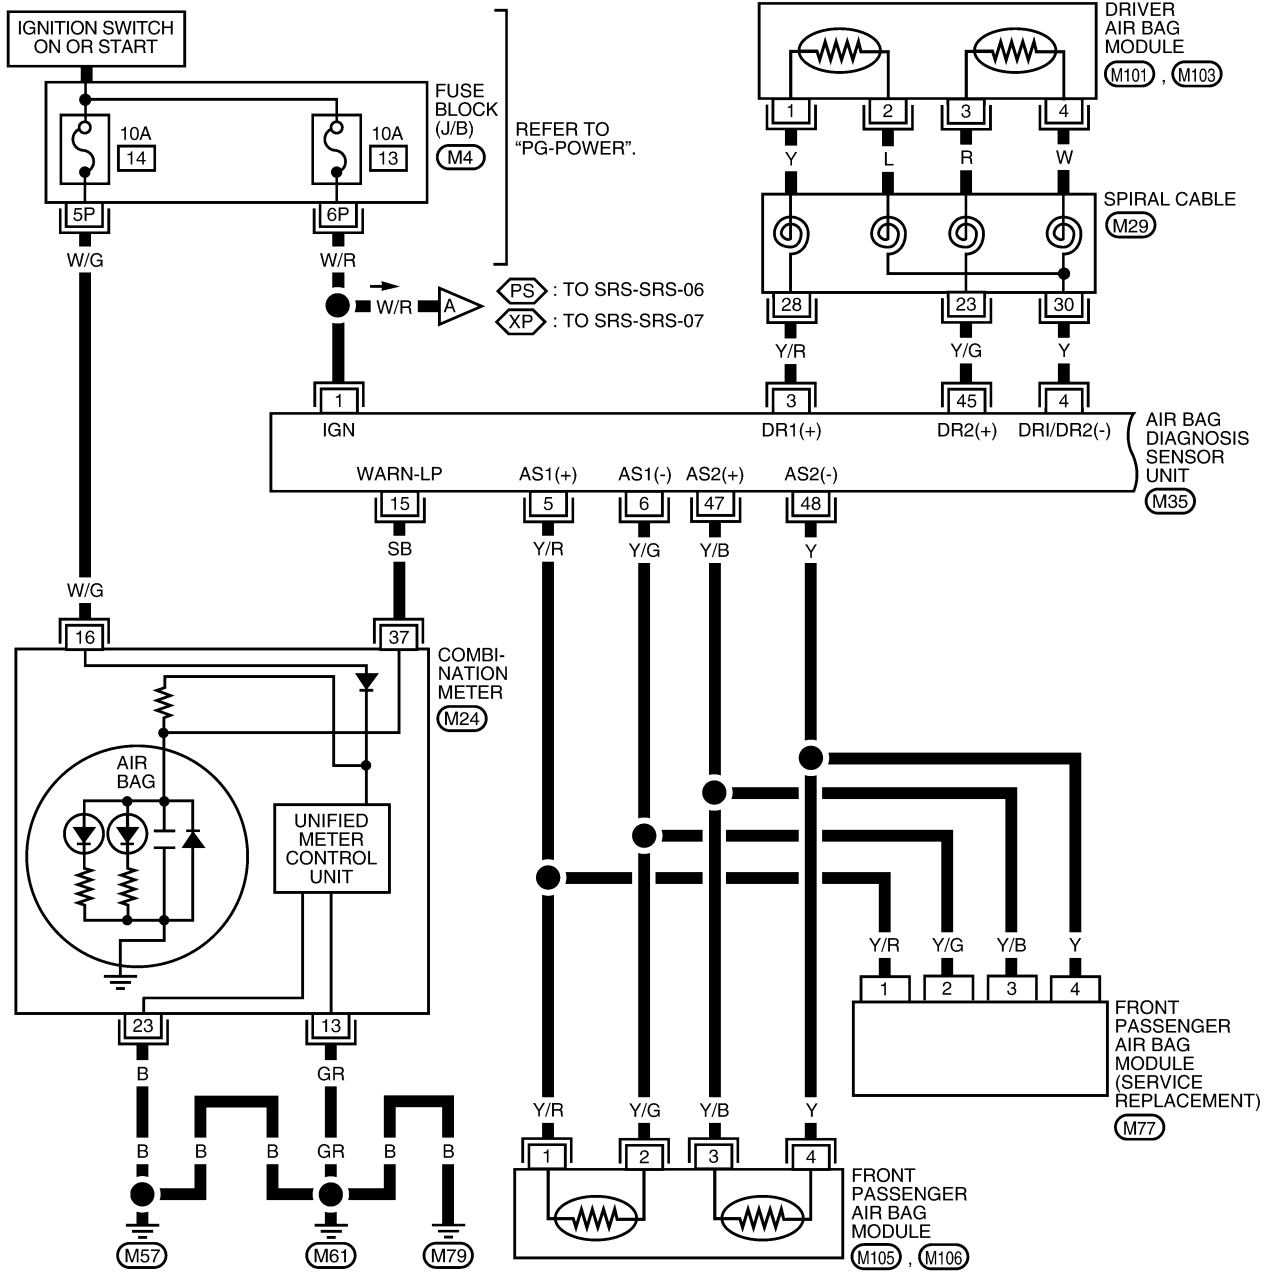 IGNITION SWITCH
ON OR START
10A
14
10A
13
FUSE
BLOCK
(J/B)
M4
REFER TO
“PG-POWER”.
5P
6P
W/G
W/R
W/R
A
PS : TO SRS-SRS-06
XP : TO SRS-SRS-07
DRIVER
AIR BAG
MODULE
M101 , M103
1 2 3 4
Y L R W
SPIRAL CABLE
M29
28 23 30
Y/R Y/G Y
1
3 45 4
IGN
DR1(+) DR2(+) DRI/DR2(-)
AIR BAG
DIAGNOSIS
SENSOR
UNIT
M35
WARN-LP AS1(+) AS1(-) AS2(+) AS2(-)
15 5 6 47 48
SB Y/R Y/G Y/B Y
W/G
16 37
COMBI-
NATION
METER
M24
AIR
BAG
UNIFIED
METER
CONTROL
UNIT
23 13
B GR
B B B GR B B
M57 M61 M79
Y/R Y/G Y/B Y
1 2 3 4
FRONT
PASSENGER
AIR BAG
MODULE
(SERVICE
REPLACEMENT)
M77
Y/R Y/G Y/B Y
1 2 3 4
FRONT
PASSENGER
AIR BAG
MODULE
M105 , M106